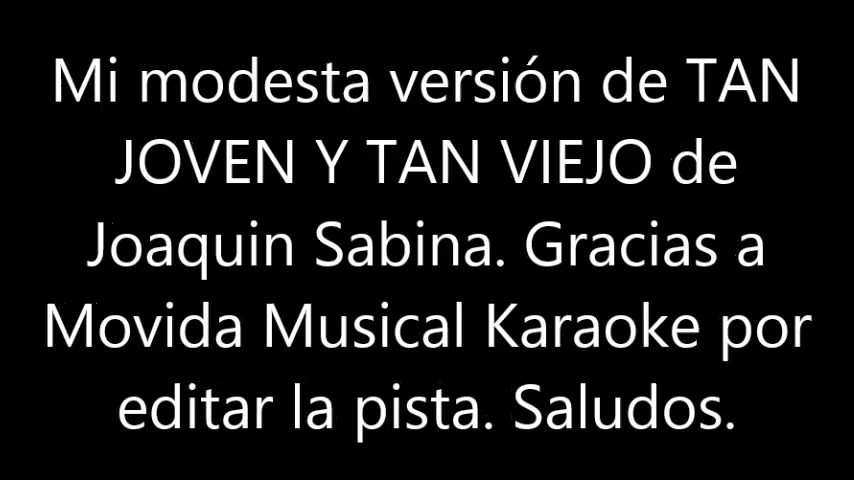 Mi modesta versión de TAN
JOVEN Y TAN VIEJO de
Joaquin Sabina. Gracias a
Movida Musical Karaoke por
editar la pista. Saludos.